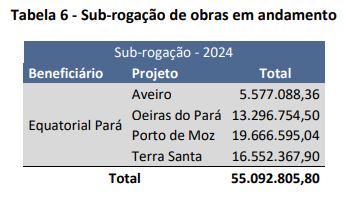 Tabela 6 - Sub-rogação de obras em andamento
Sub-rogação - 2024
Beneficiário Projeto Total
Equatorial Pará
Aveiro 5.577.088,36
Oeiras do Pará 13.296.754,50
Porto de Moz 19.666.595,04
Terra Santa 16.552.367,90
Total 55.092.805,80